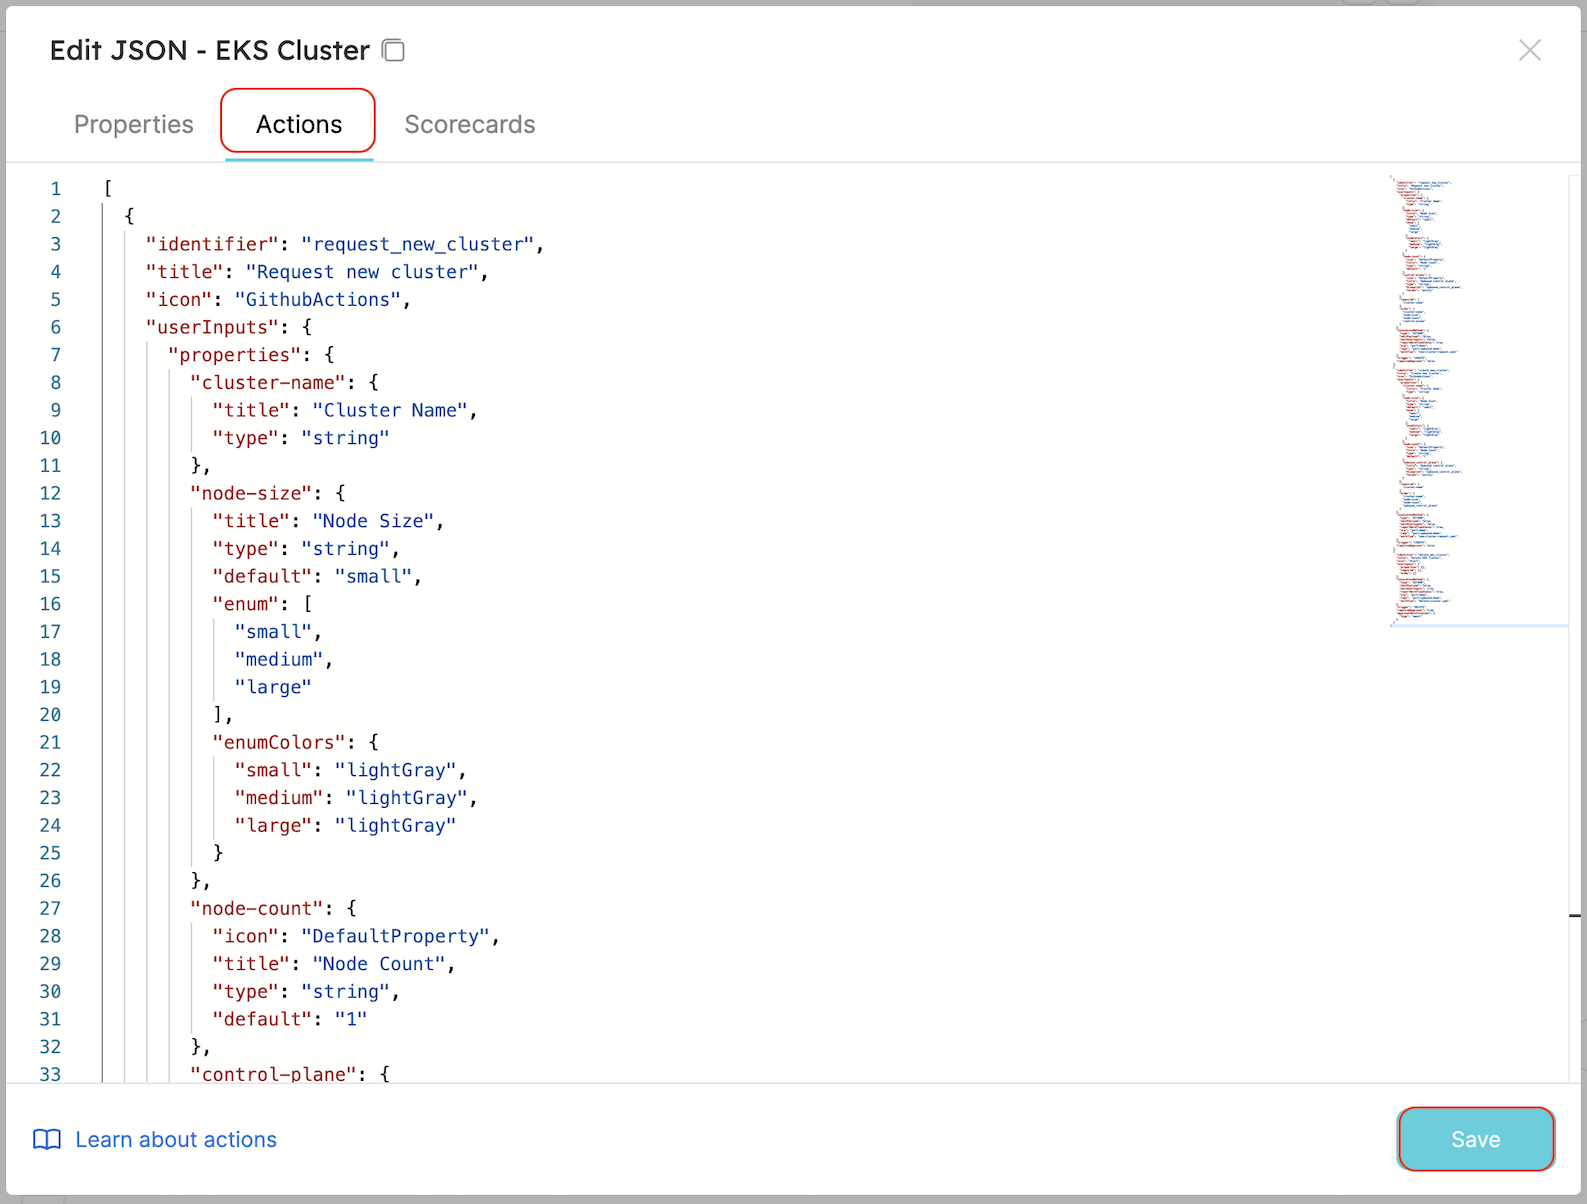 Edit JSON - EKS Cluster
Properties
Actions
Scorecards
1 [
2 {
3 "identifier": "request_new_cluster",
4 "title": "Request new cluster",
5 "icon": "GithubActions",
6 "userInputs": {
7 "properties": {
8 "cluster-name": {
9 "title": "Cluster Name",
10 "type": "string"
11 },
12 "node-size": {
13 "title": "Node Size",
14 "type": "string",
15 "default": "small",
16 "enum": [
17 "small",
18 "medium",
19 "large"
20 ],
21 "enumColors": {
22 "small": "lightGray",
23 "medium": "lightGray",
24 "large": "lightGray"
25 }
26 },
27 "node-count": {
28 "icon": "DefaultProperty",
29 "title": "Node Count",
30 "type": "string",
31 "default": "1"
32 },
33 "control-plane": {
Learn about actions
Save